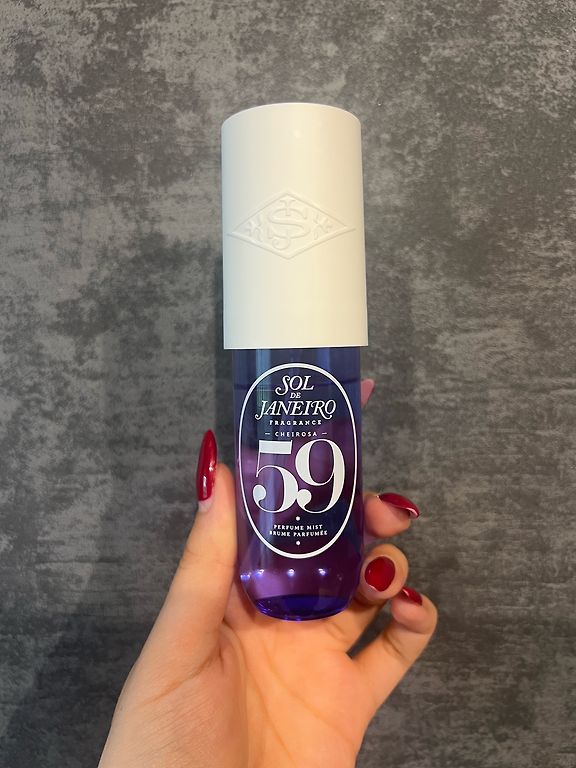 SOL
DE
JANEIRO
FRAGRANCE
— CHEIROSA —
59
PERFUME MIST
BRUME PARFUMÉE